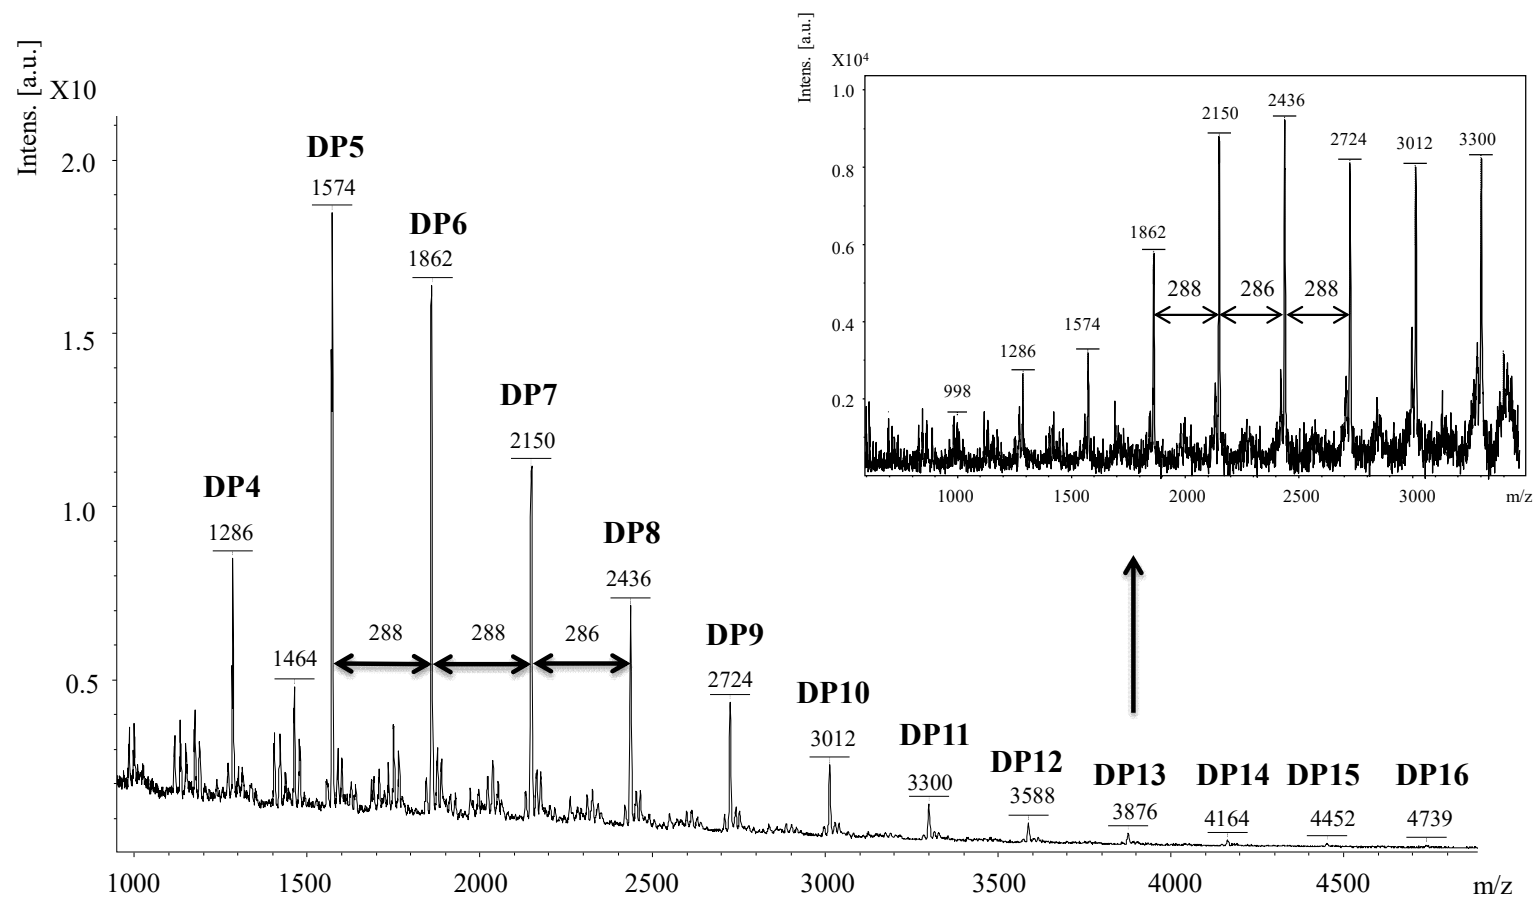 Intens. [a.u.]
X10
2.0
1.5
1.0
0.5
DP4
1286
1464
DP5
1574
DP6
1862
DP7
2150
DP8
2436
288
288
286
DP9
2724
DP10
3012
DP11
3300
DP12
3588
DP13
3876
DP14
4164
DP15
4452
DP16
4739
1000 1500 2000 2500 3000 3500 4000 4500 m/z
Intens. [a.u.]
X10⁴
1.0
0.8
0.6
0.4
0.2
998
1286
1574
1862
2150
2436
2724
3012
3300
288
286
288
1000 1500 2000 2500 3000 m/z